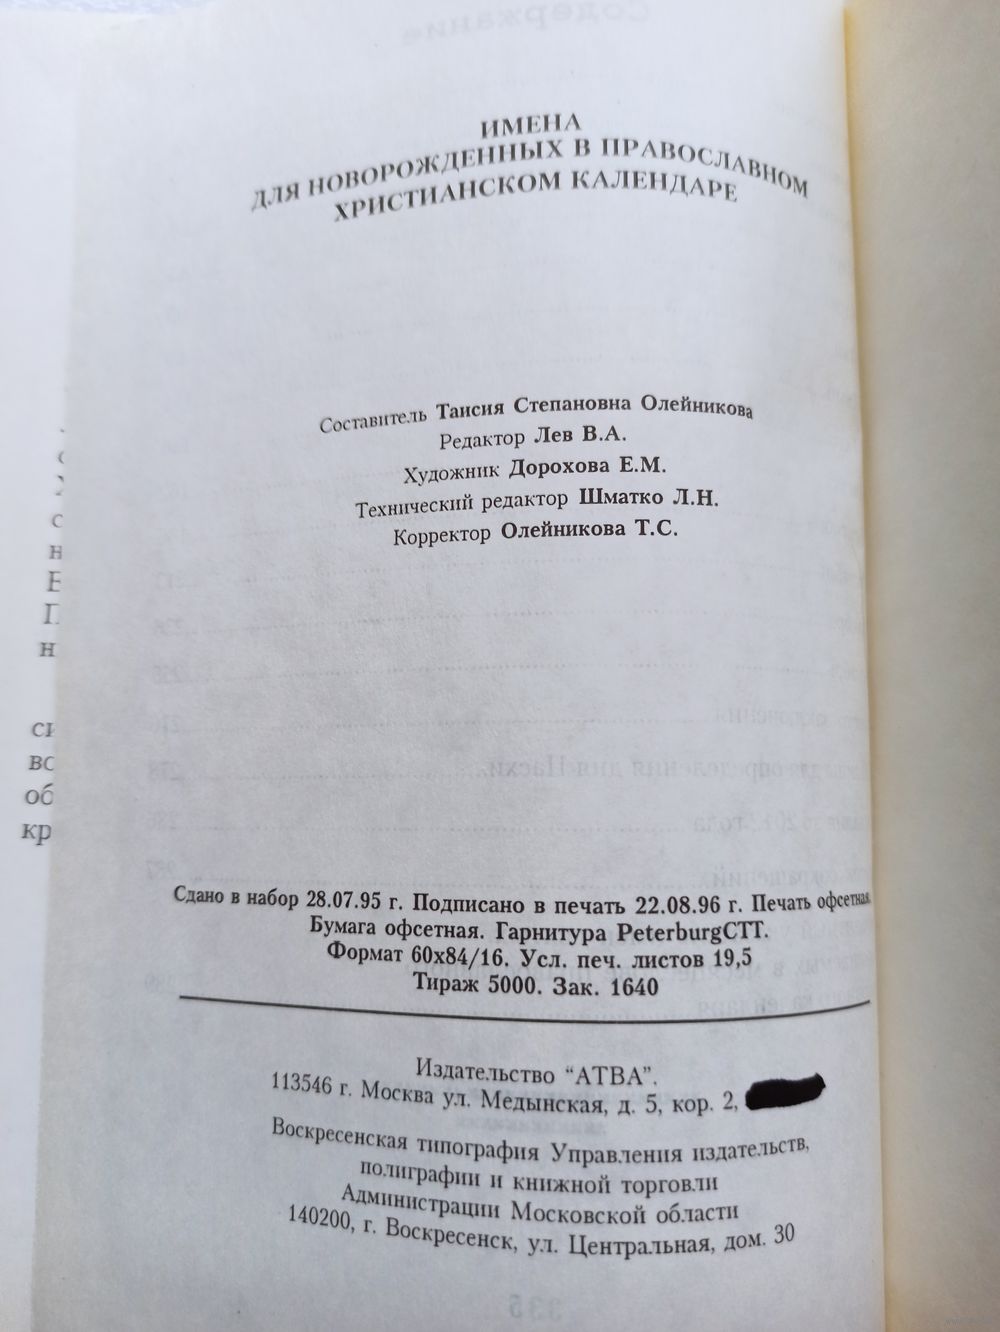 ИМЕНА
ДЛЯ НОВОРОЖДЕННЫХ В ПРАВОСЛАВНОМ
ХРИСТИАНСКОМ КАЛЕНДАРЕ
Составитель Таисия Степановна Олейникова
Редактор Лев В.А.
Художник Дорохова Е.М.
Технический редактор Шматко Л.Н.
Корректор Олейникова Т.С.
Сдано в набор 28.07.95 г. Подписано в печать 22.08.96 г. Печать офсетная.
Бумага офсетная. Гарнитура PeterburgCTT.
Формат 60x84/16. Усл. печ. листов 19,5
Тираж 5000. Зак. 1640
Издательство “АТВА”.
113546 г. Москва ул. Медынская, д. 5, кор. 2,
Воскресенская типография Управления издательств,
полиграфии и книжной торговли
Администрации Московской области
140200, г. Воскресенск, ул. Центральная, дом. 30